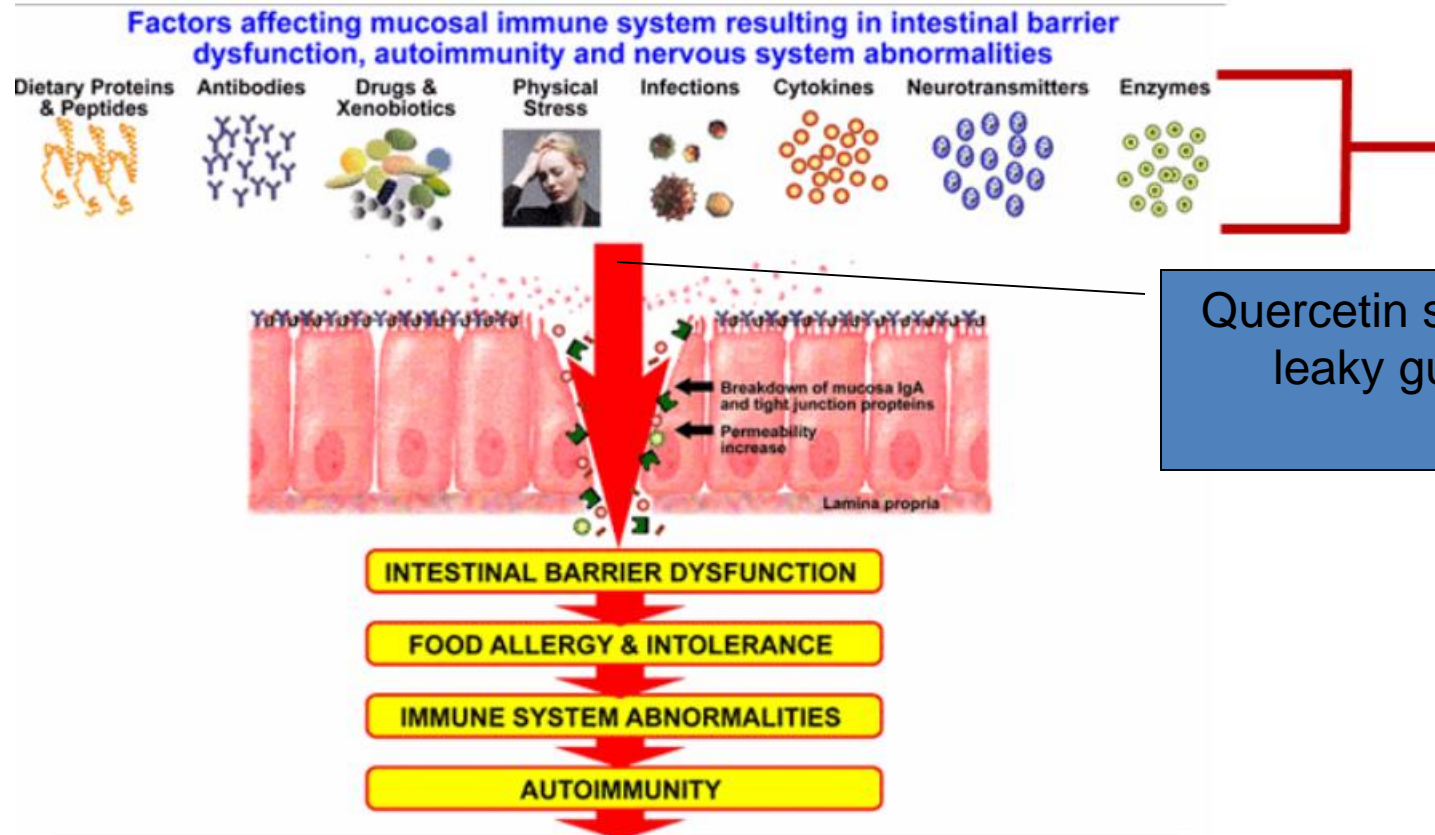 Factors affecting mucosal immune system resulting in intestinal barrier
dysfunction, autoimmunity and nervous system abnormalities
Dietary Proteins
& Peptides
Antibodies
Drugs &
Xenobiotics
Physical
Stress
Infections
Cytokines
Neurotransmitters
Enzymes
Quercetin s
leaky gu
Breakdown of mucosa IgA
and tight junction propteins
Permeability
increase
Lamina propria
INTESTINAL BARRIER DYSFUNCTION
FOOD ALLERGY & INTOLERANCE
IMMUNE SYSTEM ABNORMALITIES
AUTOIMMUNITY